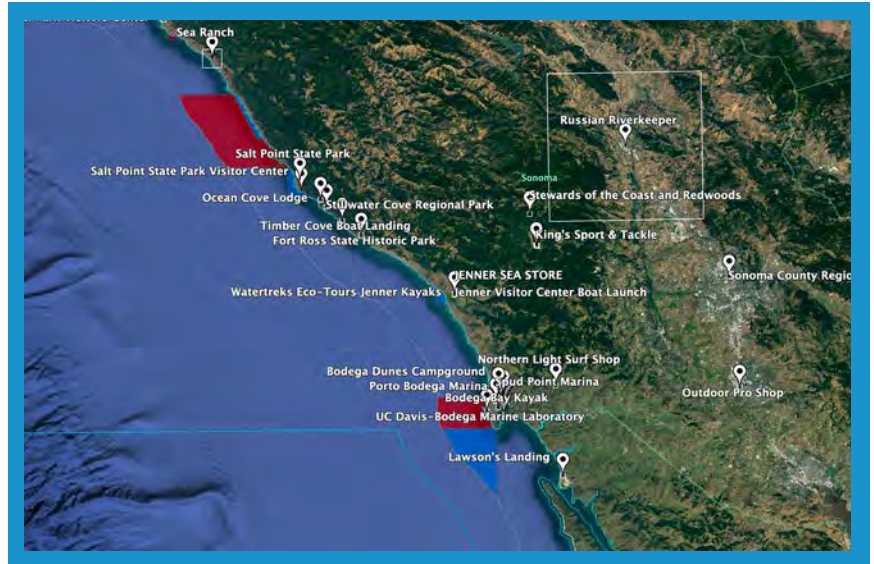 Sea Ranch
Russian Riverkeeper
Salt Point State Park
Salt Point State Park Visitor Center
Sonoma
Ocean Cove Lodge
Stillwater Cove Regional Park
Stewards of the Coast and Redwoods
Timber Cove Boat Landing
Fort Ross State Historic Park
King's Sport & Tackle
JENNER SEA STORE
Sonoma County Regio
Watertreks Eco-Tours Jenner Kayaks
Jenner Visitor Center Boat Launch
Northern Light Surf Shop
Bodega Dunes Campground
Spud Point Marina
Porto Bodega Marina
Bodega Bay Kayak
Outdoor Pro Shop
UC Davis-Bodega Marine Laboratory
Lawson's Landing